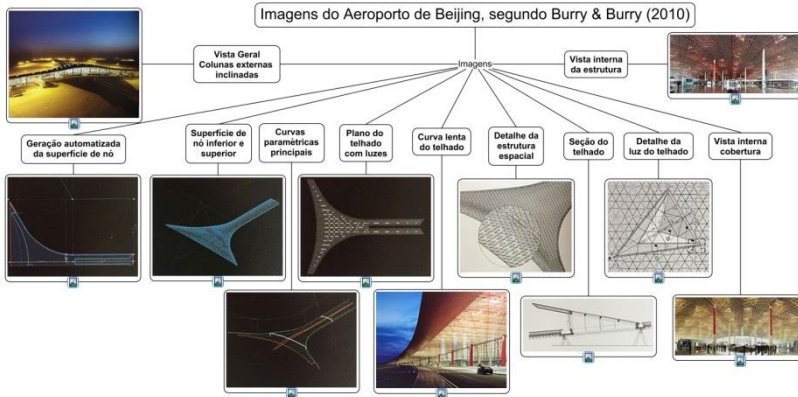 Imagens do Aeroporto de Beijing, segundo Burry & Burry (2010)
Vista Geral
Colunas externas
inclinadas
Imagens
Vista interna
da estrutura
Geração automatizada
da superfície de nó
Superfície de
nó inferior e
superior
Curvas
paramétricas
principais
Plano do
telhado
com luzes
Curva lenta
do telhado
Detalhe da
estrutura
espacial
Seção do
telhado
Detalhe da
luz do telhado
Vista interna
cobertura